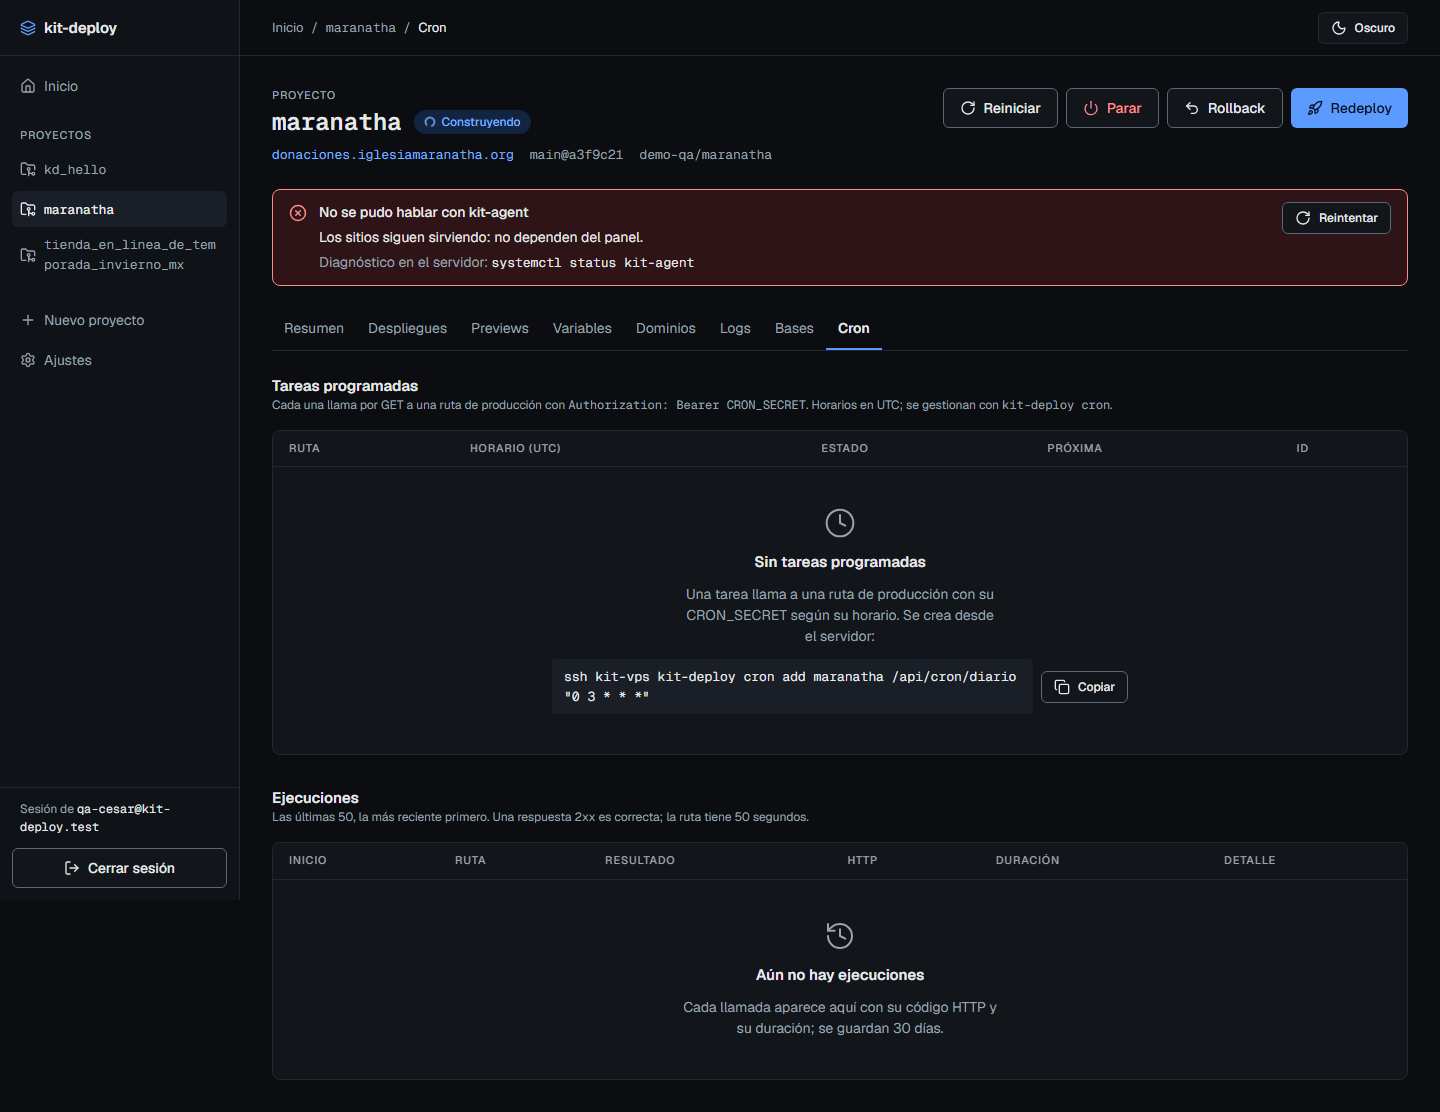 kit-deploy
Inicio / maranatha / Cron
Oscuro
Inicio
PROYECTOS
kd_hello
maranatha
tienda_en_linea_de_tem
porada_invierno_mx
Nuevo proyecto
Ajustes
Sesión de qa-cesar@kit-
deploy.test
Cerrar sesión
PROYECTO
maranatha Construyendo
donaciones.iglesiamaranatha.org main@a3f9c21 demo-qa/maranatha
Reiniciar Parar Rollback Redeploy
No se pudo hablar con kit-agent
Los sitios siguen sirviendo: no dependen del panel.
Diagnóstico en el servidor: systemctl status kit-agent
Reintentar
Resumen Despliegues Previews Variables Dominios Logs Bases Cron
Tareas programadas
Cada una llama por GET a una ruta de producción con Authorization: Bearer CRON_SECRET. Horarios en UTC; se gestionan con kit-deploy cron.
RUTA HORARIO (UTC) ESTADO PRÓXIMA ID
Sin tareas programadas
Una tarea llama a una ruta de producción con su
CRON_SECRET según su horario. Se crea desde
el servidor:
ssh kit-vps kit-deploy cron add maranatha /api/cron/diario
"0 3 * * *"
Copiar
Ejecuciones
Las últimas 50, la más reciente primero. Una respuesta 2xx es correcta; la ruta tiene 50 segundos.
INICIO RUTA RESULTADO HTTP DURACIÓN DETALLE
Aún no hay ejecuciones
Cada llamada aparece aquí con su código HTTP y
su duración; se guardan 30 días.